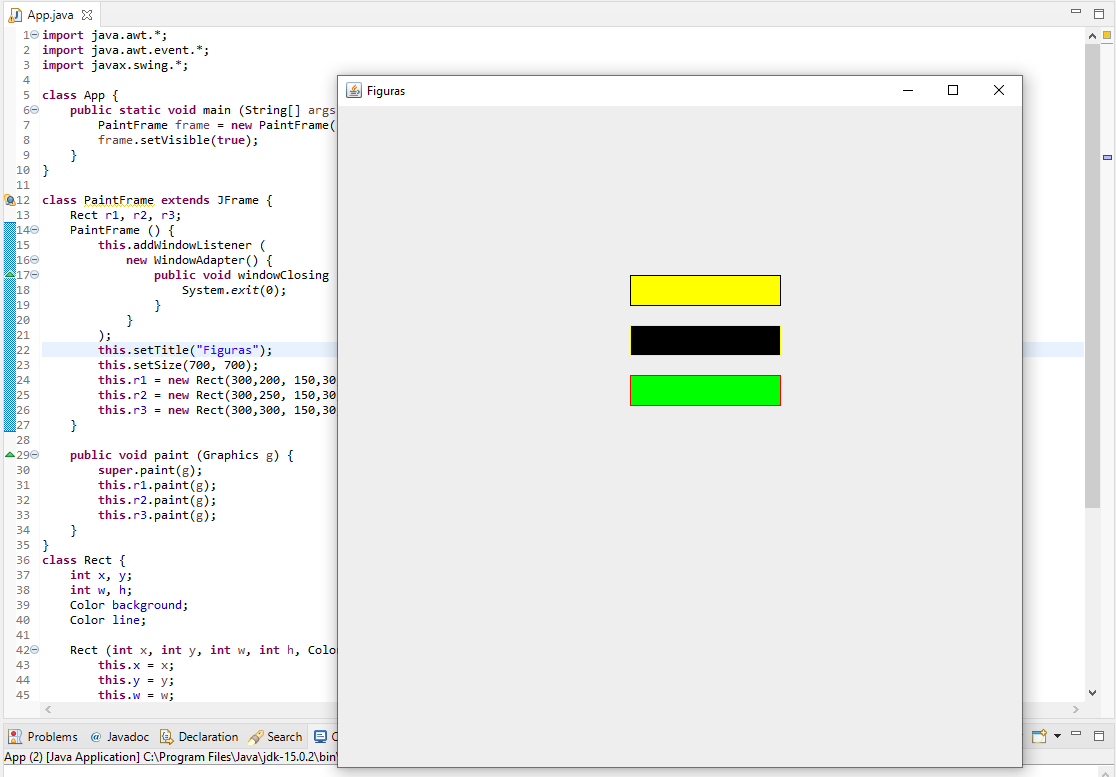 App.java
1 import java.awt.*;
2 import java.awt.event.*;
3 import javax.swing.*;
4
5 class App {
6 public static void main (String[] args
7 PaintFrame frame = new PaintFrame(
8 frame.setVisible(true);
9 }
10 }
11
12 class PaintFrame extends JFrame {
13 Rect r1, r2, r3;
14 PaintFrame () {
15 this.addWindowListener (
16 new WindowAdapter() {
17 public void windowClosing
18 System.exit(0);
19 }
20 }
21 );
22 this.setTitle("Figuras");
23 this.setSize(700, 700);
24 this.r1 = new Rect(300,200, 150,30
25 this.r2 = new Rect(300,250, 150,30
26 this.r3 = new Rect(300,300, 150,30
27 }
28
29 public void paint (Graphics g) {
30 super.paint(g);
31 this.r1.paint(g);
32 this.r2.paint(g);
33 this.r3.paint(g);
34 }
35 }
36 class Rect {
37 int x, y;
38 int w, h;
39 Color background;
40 Color line;
41
42 Rect (int x, int y, int w, int h, Colo
43 this.x = x;
44 this.y = y;
45 this.w = w;
Figuras
Problems @ Javadoc Declaration Search C
App (2) [Java Application] C:\Program Files\Java\jdk-15.0.2\bin\